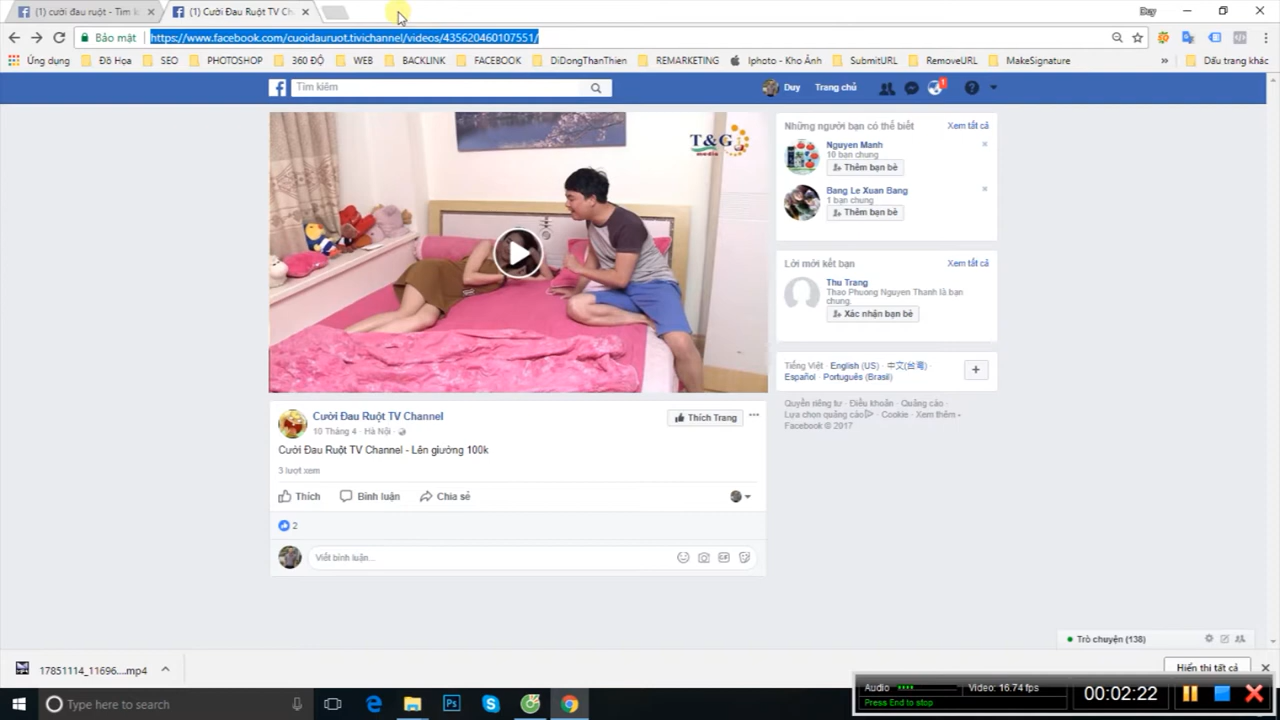 (1) cười đau ruột - Tìm k
(1) Cười Đau Ruột TV Ch
Duy
Bảo mật
https://www.facebook.com/cuoidauruot.tivichannel/videos/435620460107551/
Ứng dụng
Đồ Họa
SEO
PHOTOSHOP
360 ĐỘ
WEB
BACKLINK
FACEBOOK
DiDongThanThien
REMARKETING
Iphoto - Kho Ảnh
SubmitURL
RemoveURL
MakeSignature
»
Dấu trang khác
Tìm kiếm
Duy
Trang chủ
1
T&G
media
Những người bạn có thể biết
Xem tất cả
Nguyen Manh
10 bạn chung
Thêm bạn bè
Bang Le Xuan Bang
1 bạn chung
Thêm bạn bè
Lời mời kết bạn
Xem tất cả
Thu Trang
Thao Phuong Nguyen Thanh là bạn
chung.
Xác nhận bạn bè
Tiếng Việt · English (US) · 中文(台灣) ·
Español · Português (Brasil)
Quyền riêng tư · Điều khoản · Quảng cáo ·
Lựa chọn quảng cáo · Cookie · Xem thêm
Facebook © 2017
Cười Đau Ruột TV Channel
10 Tháng 4 · Hà Nội ·
Thích Trang
Cười Đau Ruột TV Channel - Lên giường 100k
3 lượt xem
Thích
Bình luận
Chia sẻ
2
Viết bình luận...
Trò chuyện (138)
17851114_11696....mp4
Hiển thị tất cả
Type here to search
Audio
Video: 16.74 fps
Press End to stop
00:02:22